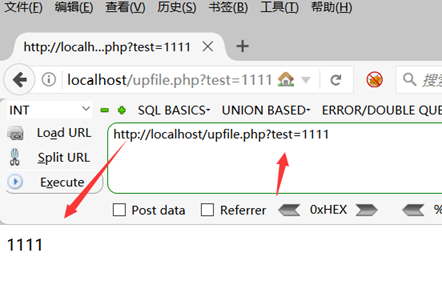 文件(F) 编辑(E) 查看(V) 历史(S) 书签(B) 工具(T) 帮助(H)
http://localh...php?test=1111
localhost/upfile.php?test=1111 搜索
INT SQL BASICS UNION BASED ERROR/DOUBLE QUE
Load URL http://localhost/upfile.php?test=1111
Split URL
Execute
Post data Referrer 0xHEX %
1111